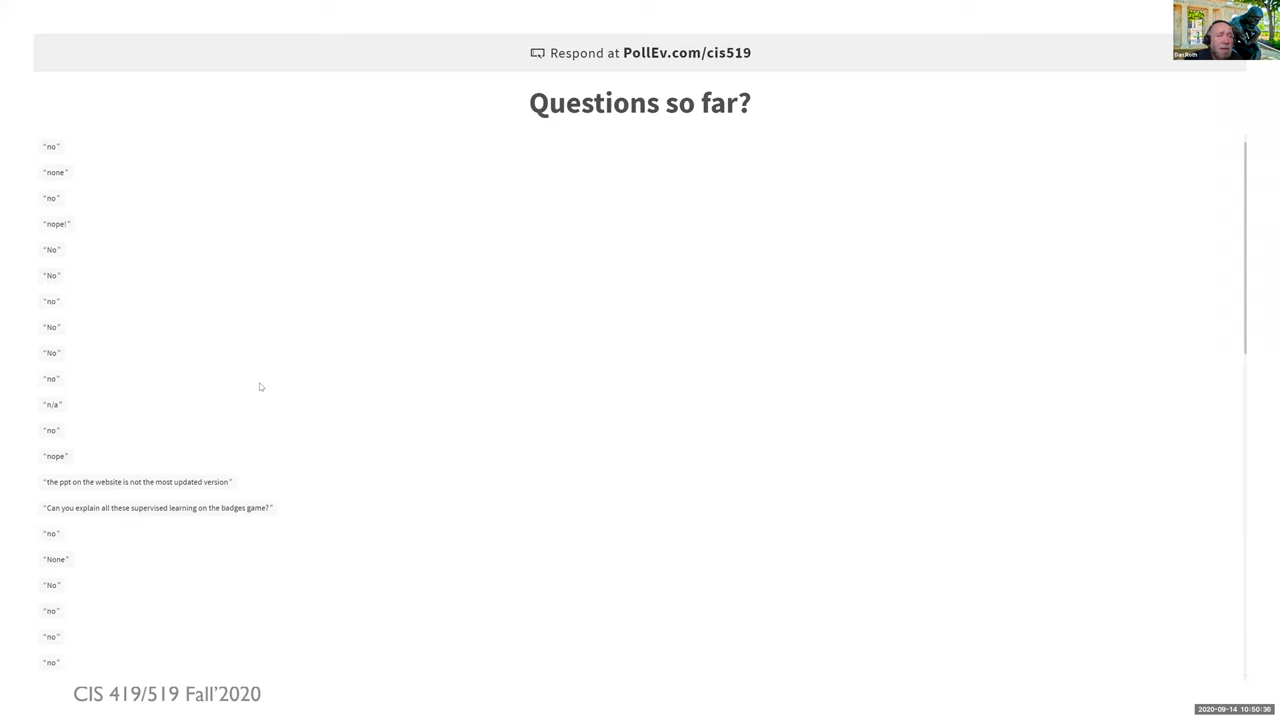 Respond at PollEv.com/cis519
Dan Roth
Questions so far?
“no”
“none”
“no”
“nope!”
“No”
“No”
“no”
“No”
“No”
“no”
“n/a”
“no”
“nope”
“the ppt on the website is not the most updated version”
“Can you explain all these supervised learning on the badges game?”
“no”
“None”
“No”
“no”
“no”
“no”
CIS 419/519 Fall’2020
2020-09-14 10:50:36